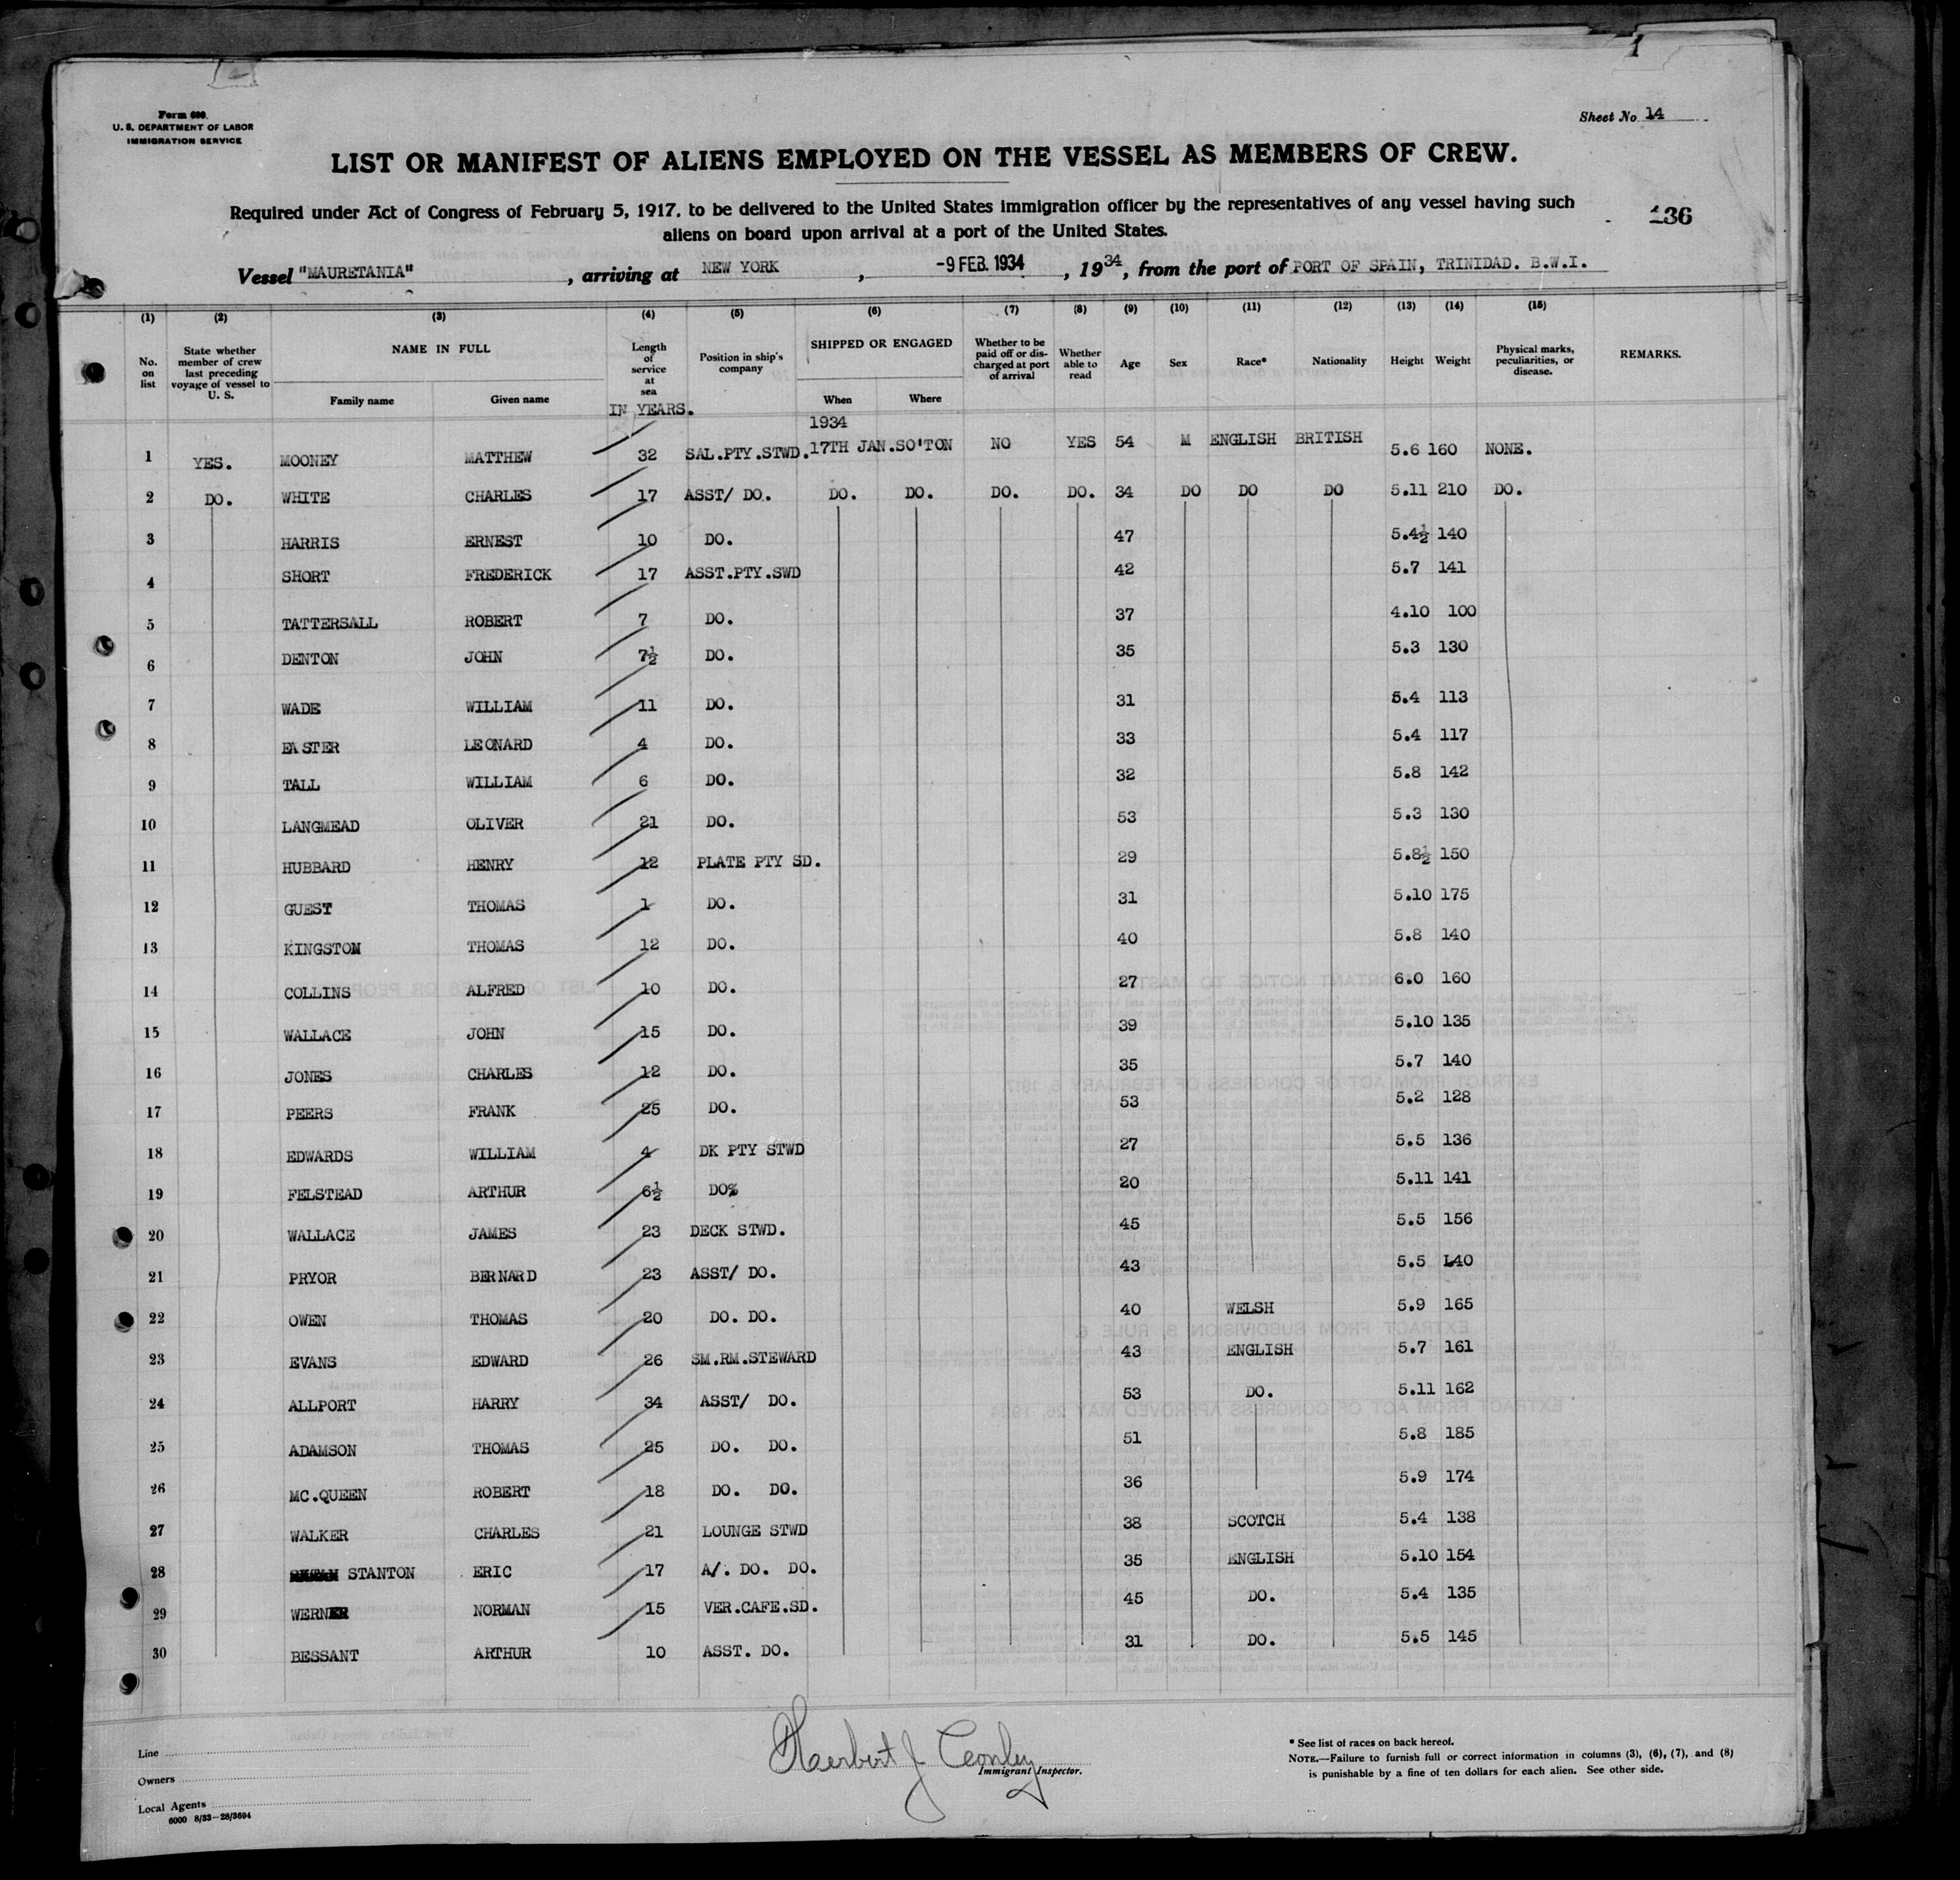 Form 680.
U. S. DEPARTMENT OF LABOR
IMMIGRATION SERVICE
Sheet No. 14
LIST OR MANIFEST OF ALIENS EMPLOYED ON THE VESSEL AS MEMBERS OF CREW.
Required under Act of Congress of February 5, 1917, to be delivered to the United States immigration officer by the representatives of any vessel having such
aliens on board upon arrival at a port of the United States.
136
Vessel "MAURETANIA", arriving at NEW YORK, -9 FEB. 1934, 1934, from the port of PORT OF SPAIN, TRINIDAD. B.W.I.
(1) (2) (3) (4) (5) (6) (7) (8) (9) (10) (11) (12) (13) (14) (15)
No. on list State whether member of crew last preceding voyage of vessel to U. S. NAME IN FULL Family name Given name Length of service at sea Position in ship's company SHIPPED OR ENGAGED When Where Whether to be paid off or discharged at port of arrival Whether able to read Age Sex Race* Nationality Height Weight Physical marks, peculiarities, or disease. REMARKS.
IN YEARS.
1934
1 YES. MOONEY MATTHEW 32 SAL.PTY.STWD. 17TH JAN. SO'TON NO YES 54 M ENGLISH BRITISH 5.6 160 NONE.
2 DO. WHITE CHARLES 17 ASST/ DO. DO. DO. DO. DO. 34 DO DO DO 5.11 210 DO.
3 HARRIS ERNEST 10 DO. 47 5.4½ 140
4 SHORT FREDERICK 17 ASST.PTY.SWD 42 5.7 141
5 TATTERSALL ROBERT 7 DO. 37 4.10 100
6 DENTON JOHN 7½ DO. 35 5.3 130
7 WADE WILLIAM 11 DO. 31 5.4 113
8 EASTER LEONARD 4 DO. 33 5.4 117
9 TALL WILLIAM 6 DO. 32 5.8 142
10 LANGMEAD OLIVER 21 DO. 53 5.3 130
11 HUBBARD HENRY 12 PLATE PTY SD. 29 5.8½ 150
12 GUEST THOMAS 1 DO. 31 5.10 175
13 KINGSTON THOMAS 12 DO. 40 5.8 140
14 COLLINS ALFRED 10 DO. 27 6.0 160
15 WALLACE JOHN 15 DO. 39 5.10 135
16 JONES CHARLES 12 DO. 35 5.7 140
17 PEERS FRANK 25 DO. 53 5.2 128
18 EDWARDS WILLIAM 4 DK PTY STWD 27 5.5 136
19 FELSTEAD ARTHUR 6½ DO% 20 5.11 141
20 WALLACE JAMES 23 DECK STWD. 45 5.5 156
21 PRYOR BERNARD 23 ASST/ DO. 43 5.5 140
22 OWEN THOMAS 20 DO. DO. 40 WELSH 5.9 165
23 EVANS EDWARD 26 SM.RM.STEWARD 43 ENGLISH 5.7 161
24 ALLPORT HARRY 34 ASST/ DO. 53 DO. 5.11 162
25 ADAMSON THOMAS 25 DO. DO. 51 5.8 185
26 MC.QUEEN ROBERT 18 DO. DO. 36 5.9 174
27 WALKER CHARLES 21 LOUNGE STWD 38 SCOTCH 5.4 138
28 STANTON ERIC 17 A/. DO. DO. 35 ENGLISH 5.10 154
29 WERNER NORMAN 15 VER.CAFE.SD. 45 DO. 5.4 135
30 BESSANT ARTHUR 10 ASST. DO. 31 DO. 5.5 145
Line
Owners
Local Agents
6000 8/33—28/3694
Herbert J Conley
Immigrant Inspector.
* See list of races on back hereof.
NOTE.—Failure to furnish full or correct information in columns (3), (6), (7), and (8)
is punishable by a fine of ten dollars for each alien. See other side.